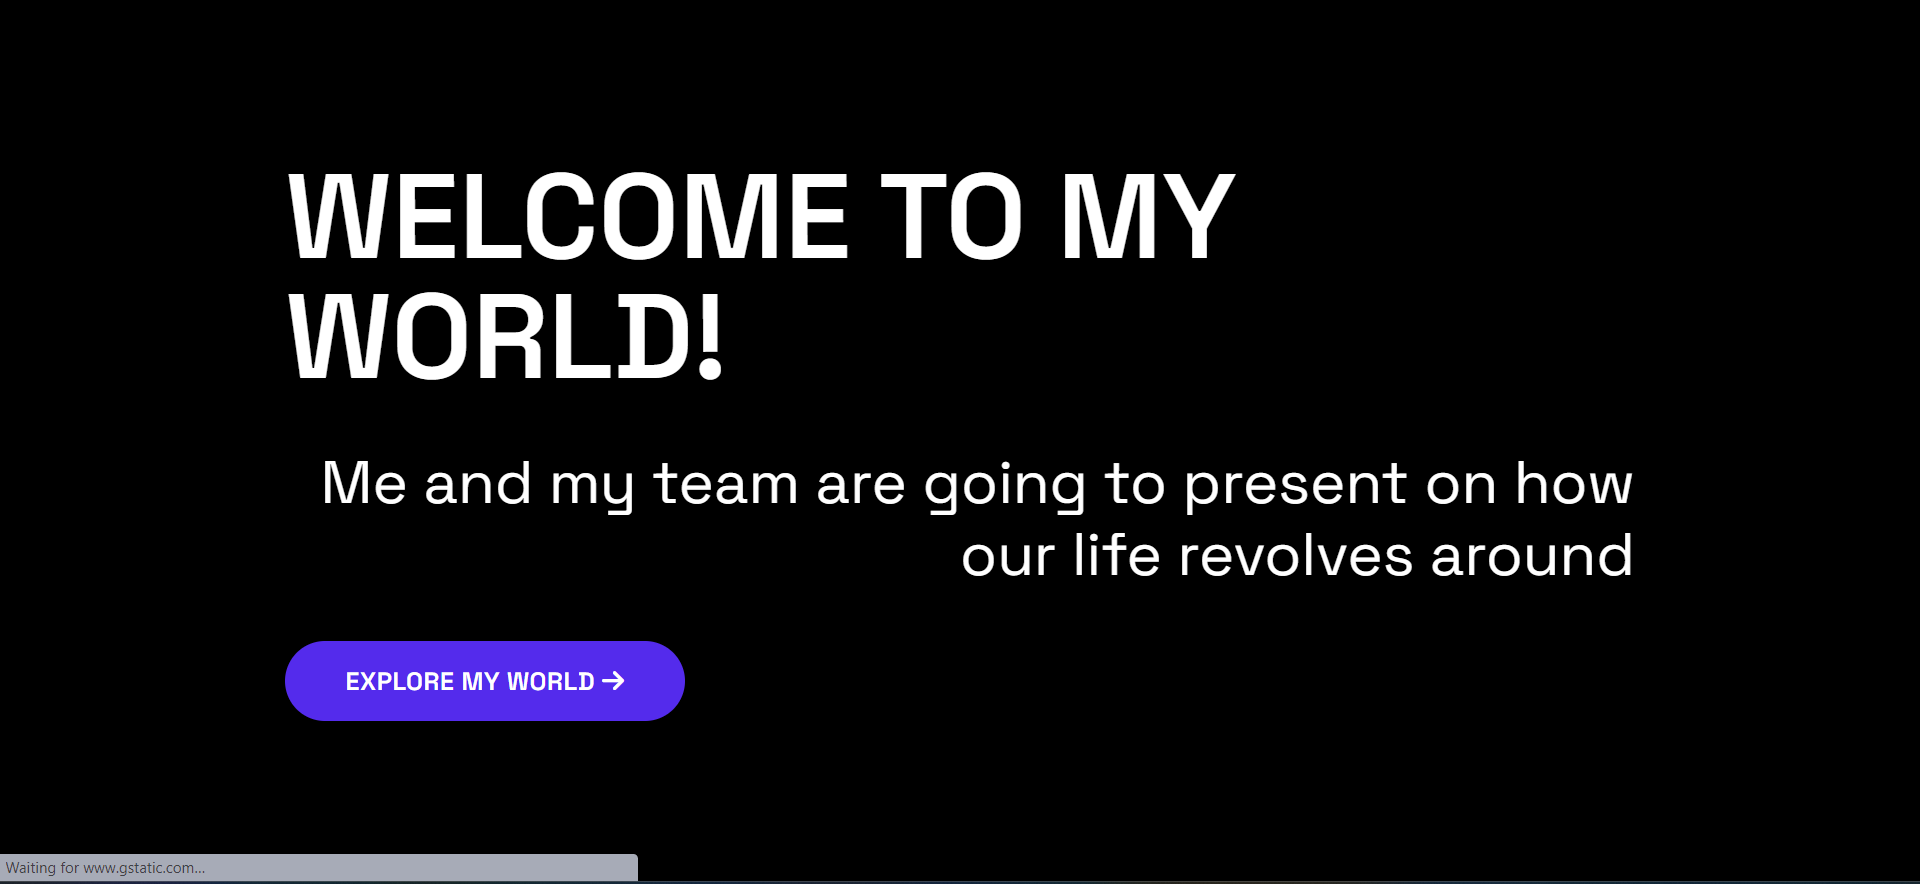 WELCOME TO MY
WORLD!
Me and my team are going to present on how
our life revolves around
EXPLORE MY WORLD →
Waiting for www.gstatic.com...